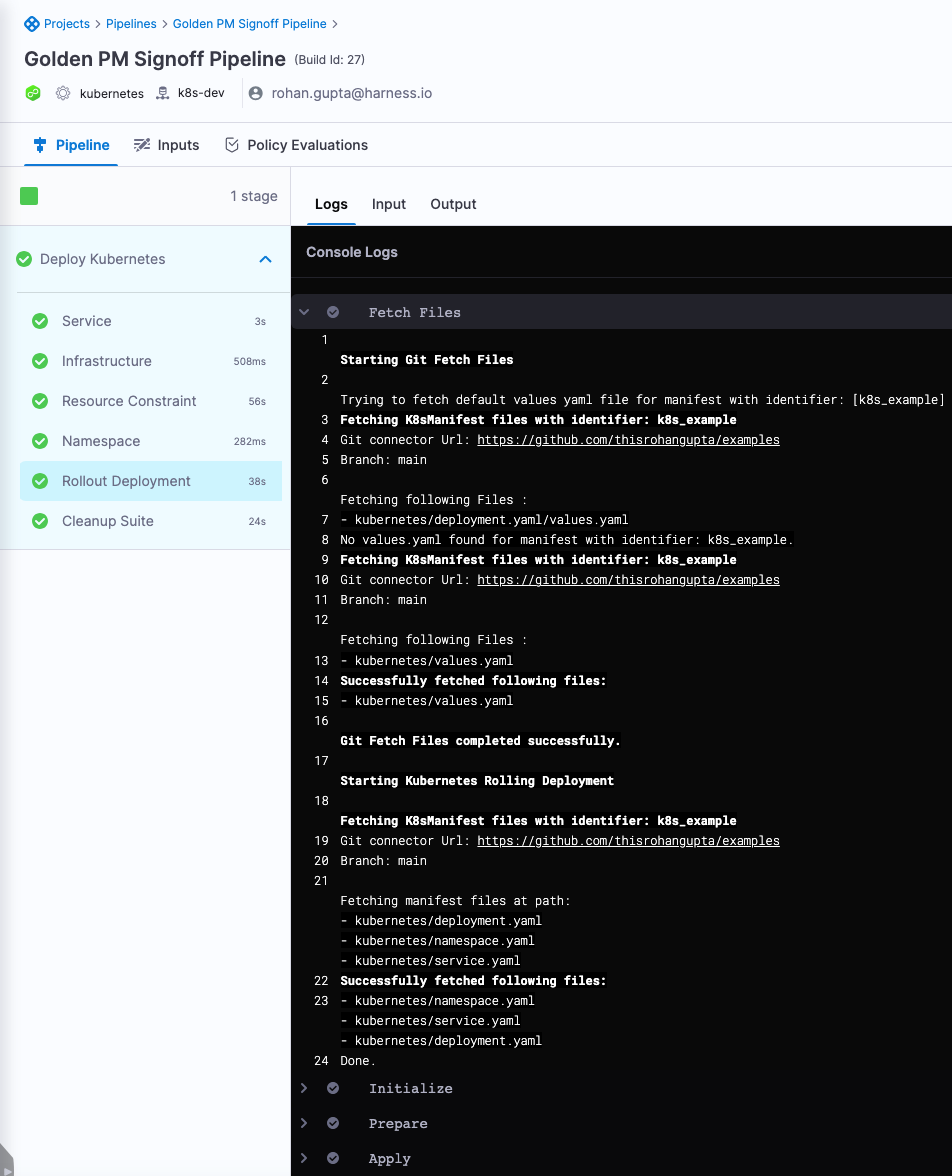 Projects > Pipelines > Golden PM Signoff Pipeline >
Golden PM Signoff Pipeline (Build Id: 27)
kubernetes k8s-dev rohan.gupta@harness.io
Pipeline Inputs Policy Evaluations
1 stage
Logs Input Output
Deploy Kubernetes
Service 3s
Infrastructure 508ms
Resource Constraint 56s
Namespace 282ms
Rollout Deployment 38s
Cleanup Suite 24s
Console Logs
Fetch Files
1
Starting Git Fetch Files
2
Trying to fetch default values yaml file for manifest with identifier: [k8s_example]
3 Fetching K8sManifest files with identifier: k8s_example
4 Git connector Url: https://github.com/thisrohangupta/examples
5 Branch: main
6
Fetching following Files :
7 - kubernetes/deployment.yaml/values.yaml
8 No values.yaml found for manifest with identifier: k8s_example.
9 Fetching K8sManifest files with identifier: k8s_example
10 Git connector Url: https://github.com/thisrohangupta/examples
11 Branch: main
12
Fetching following Files :
13 - kubernetes/values.yaml
14 Successfully fetched following files:
15 - kubernetes/values.yaml
16
Git Fetch Files completed successfully.
17
Starting Kubernetes Rolling Deployment
18
Fetching K8sManifest files with identifier: k8s_example
19 Git connector Url: https://github.com/thisrohangupta/examples
20 Branch: main
21
Fetching manifest files at path:
- kubernetes/deployment.yaml
- kubernetes/namespace.yaml
- kubernetes/service.yaml
22 Successfully fetched following files:
23 - kubernetes/namespace.yaml
- kubernetes/service.yaml
- kubernetes/deployment.yaml
24 Done.
Initialize
Prepare
Apply